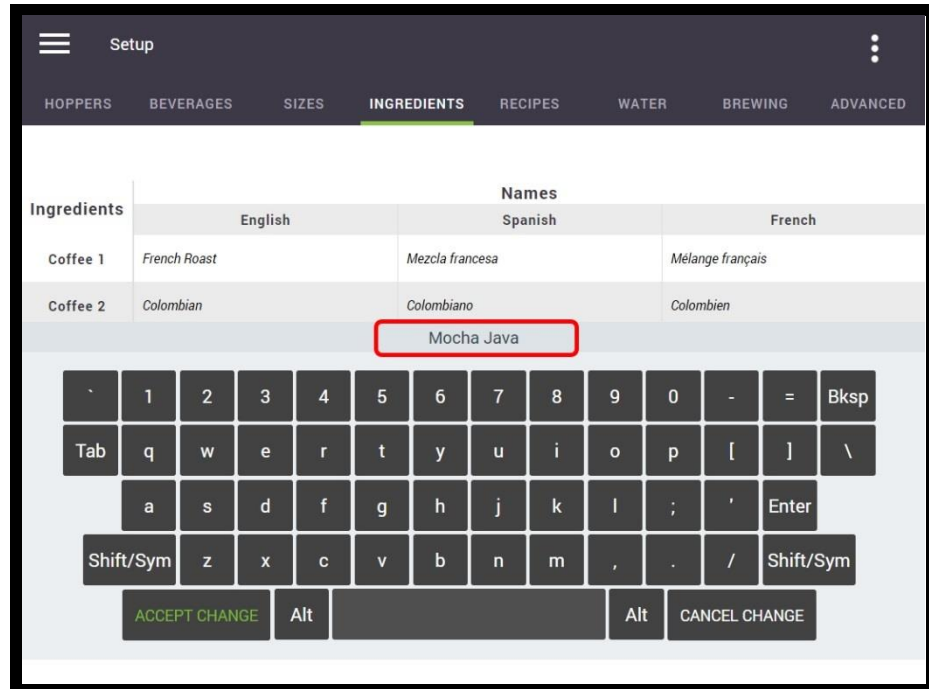 Setup
HOPPERS BEVERAGES SIZES INGREDIENTS RECIPES WATER BREWING ADVANCED
Names
Ingredients
English Spanish French
Coffee 1 French Roast Mezcla francesa Mélange français
Coffee 2 Colombian Colombiano Colombien
Mocha Java
` 1 2 3 4 5 6 7 8 9 0 - = Bksp
Tab q w e r t y u i o p [ ] \
a s d f g h j k l ; ' Enter
Shift/Sym z x c v b n m , . / Shift/Sym
ACCEPT CHANGE Alt Alt CANCEL CHANGE